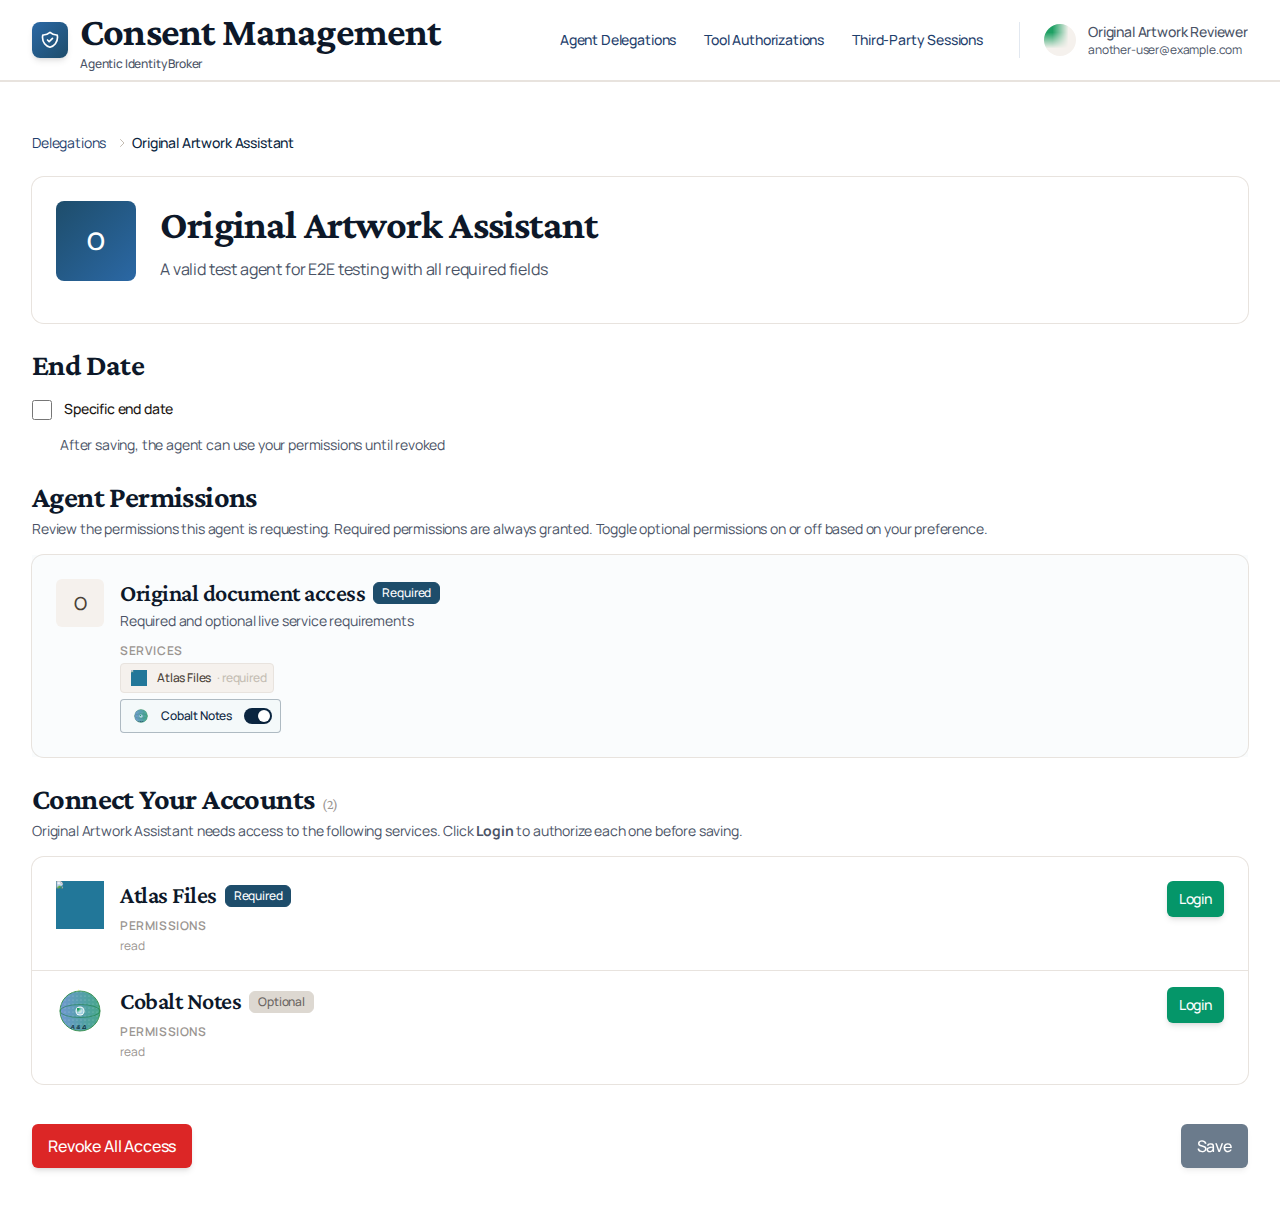 Consent Management
Agentic Identity Broker
Agent Delegations
Tool Authorizations
Third-Party Sessions
Original Artwork Reviewer
another-user@example.com
Delegations
Original Artwork Assistant
O
Original Artwork Assistant
A valid test agent for E2E testing with all required fields
End Date
Specific end date
After saving, the agent can use your permissions until revoked
Agent Permissions
Review the permissions this agent is requesting. Required permissions are always granted. Toggle optional permissions on or off based on your preference.
O
Original document access
Required
Required and optional live service requirements
SERVICES
Atlas Files · required
Cobalt Notes
Connect Your Accounts (2)
Original Artwork Assistant needs access to the following services. Click Login to authorize each one before saving.
Atlas Files
Required
Login
PERMISSIONS
read
Cobalt Notes
Optional
Login
PERMISSIONS
read
Revoke All Access
Save